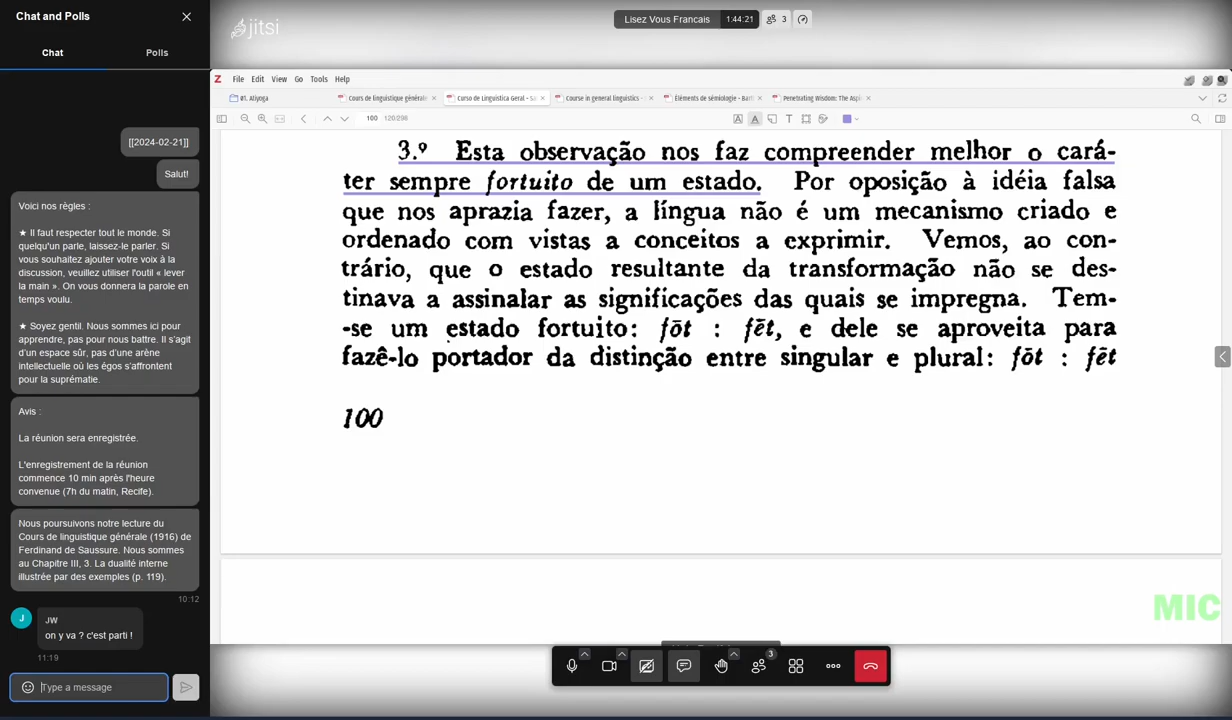 Chat and Polls
Chat
Polls
[[2024-02-21]]
Salut!
Voici nos règles :
★ Il faut respecter tout le monde. Si
quelqu'un parle, laissez-le parler. Si
vous souhaitez ajouter votre voix à la
discussion, veuillez utiliser l'outil « lever
la main ». On vous donnera la parole en
temps voulu.
★ Soyez gentil. Nous sommes ici pour
apprendre, pas pour nous battre. Il s'agit
d'un espace sûr, pas d'une arène
intellectuelle où les égos s'affrontent
pour la suprématie.
Avis :
La réunion sera enregistrée.
L'enregistrement de la réunion
commence 10 min après l'heure
convenue (7h du matin, Recife).
Nous poursuivons notre lecture du
Cours de linguistique générale (1916) de
Ferdinand de Saussure. Nous sommes
au Chapitre III, 3. La dualité interne
illustrée par des exemples (p. 119).
10:12
J
JW
on y va ? c'est parti !
11:19
Type a message
jitsi
Lisez Vous Francais
1:44:21
3
Z File Edit View Go Tools Help
01. Aliyoga
Cours de linguistique générale
Curso de Linguística Geral - Sa
Course in general linguistics -
Éléments de sémiologie - Bart
Penetrating Wisdom: The Aspi
100 120/298
3.º Esta observação nos faz compreender melhor o cará-
ter sempre fortuito de um estado. Por oposição à idéia falsa
que nos aprazia fazer, a língua não é um mecanismo criado e
ordenado com vistas a conceitos a exprimir. Vemos, ao con-
trário, que o estado resultante da transformação não se des-
tinava a assinalar as significações das quais se impregna. Tem-
-se um estado fortuito: fōt : fēt, e dele se aproveita para
fazê-lo portador da distinção entre singular e plural: fōt : fēt
100
MIC
3